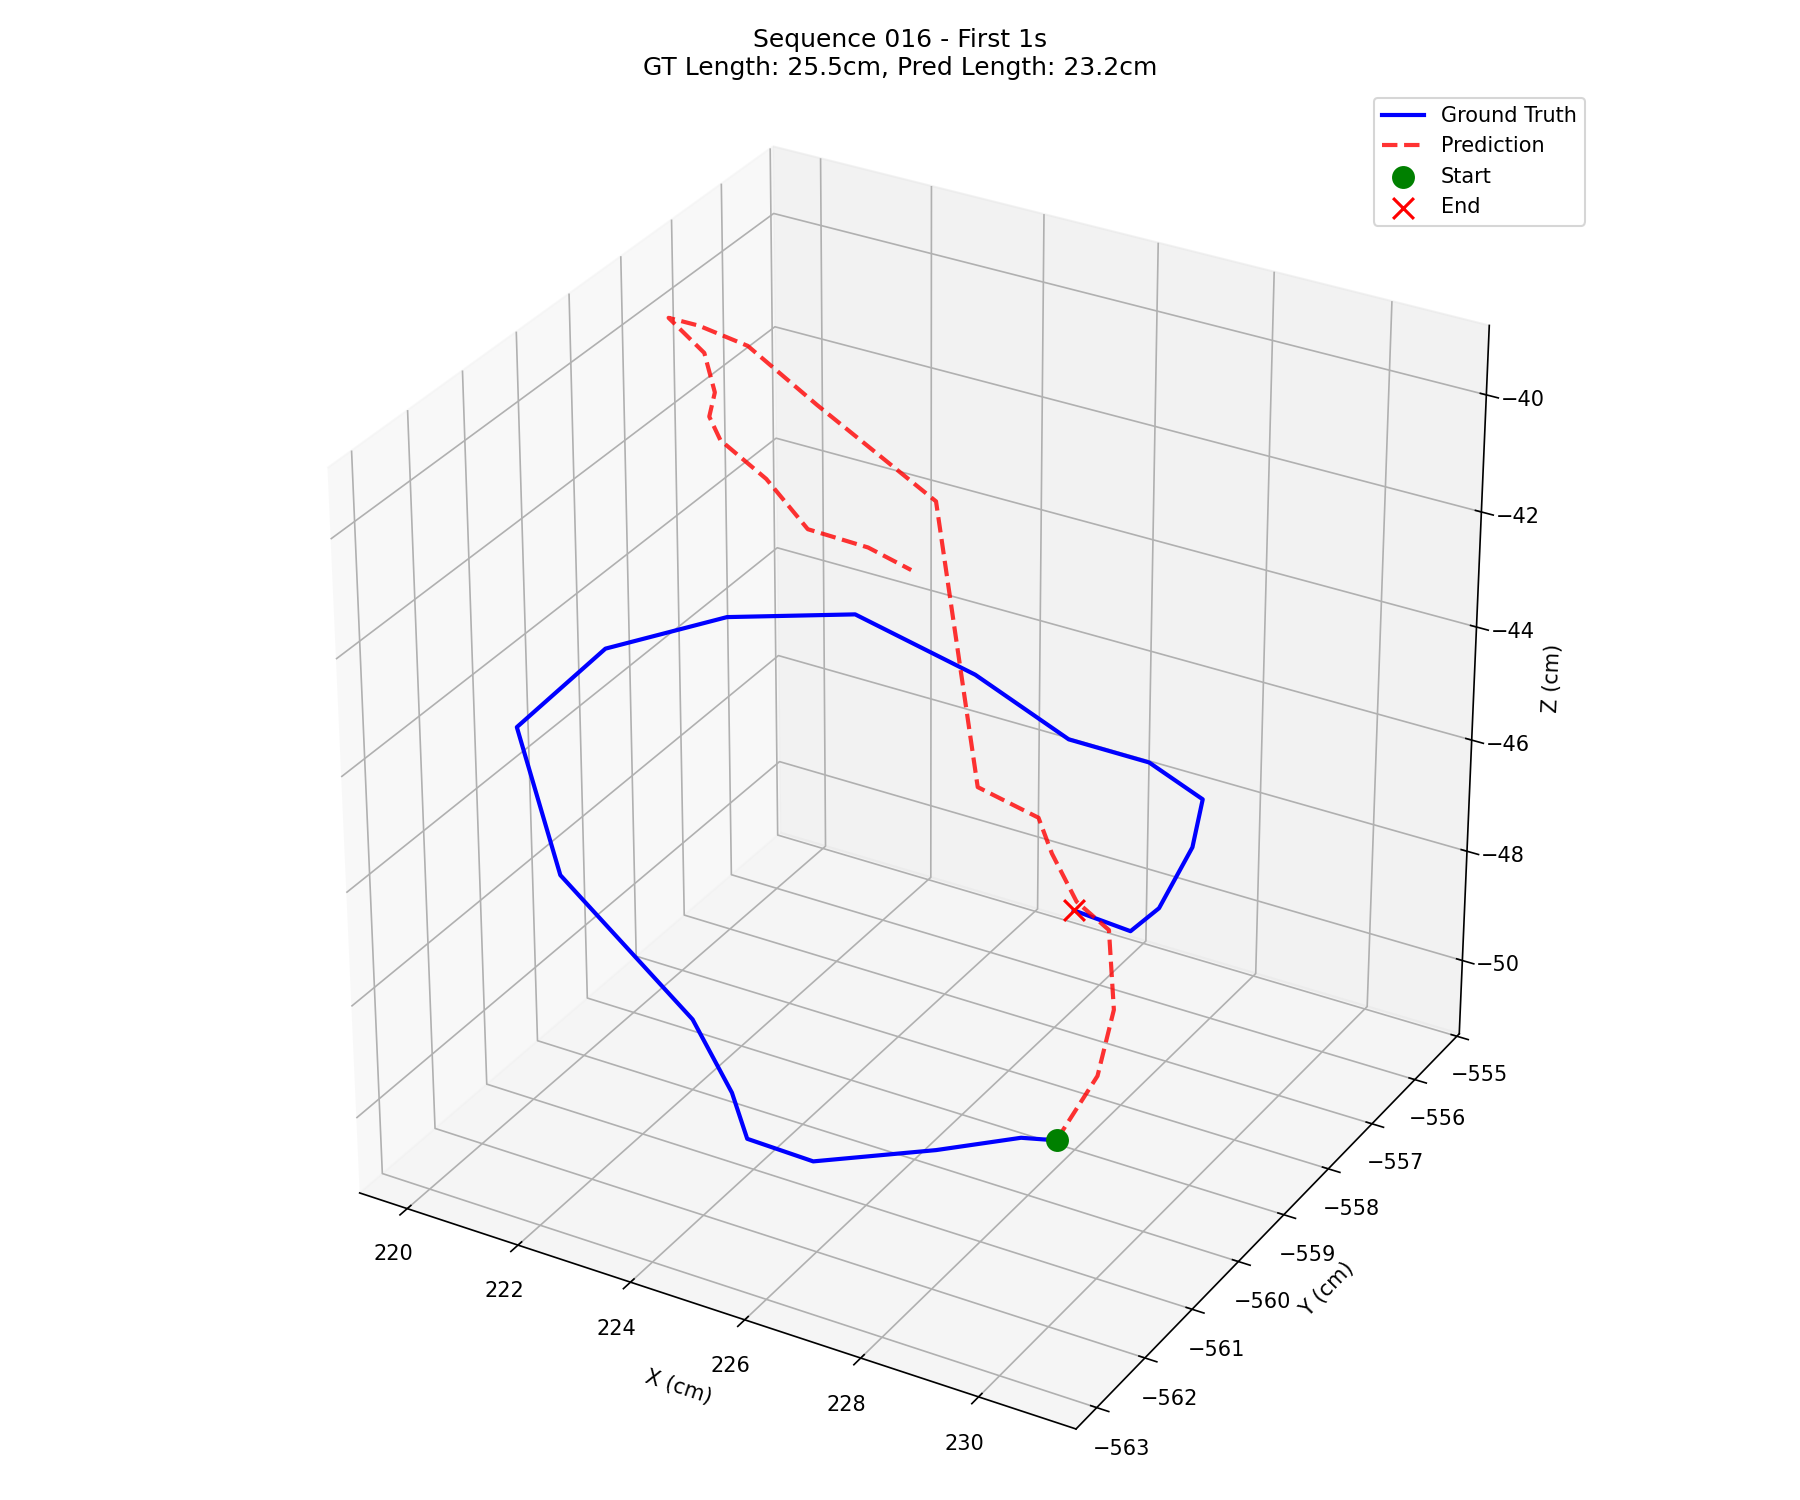 Sequence 016 - First 1s
GT Length: 25.5cm, Pred Length: 23.2cm
Ground Truth
Prediction
Start
End
−40
−42
−44
−46
−48
−50
Z (cm)
−555
−556
−557
−558
−559
−560
−561
−562
−563
Y (cm)
220
222
224
226
228
230
X (cm)